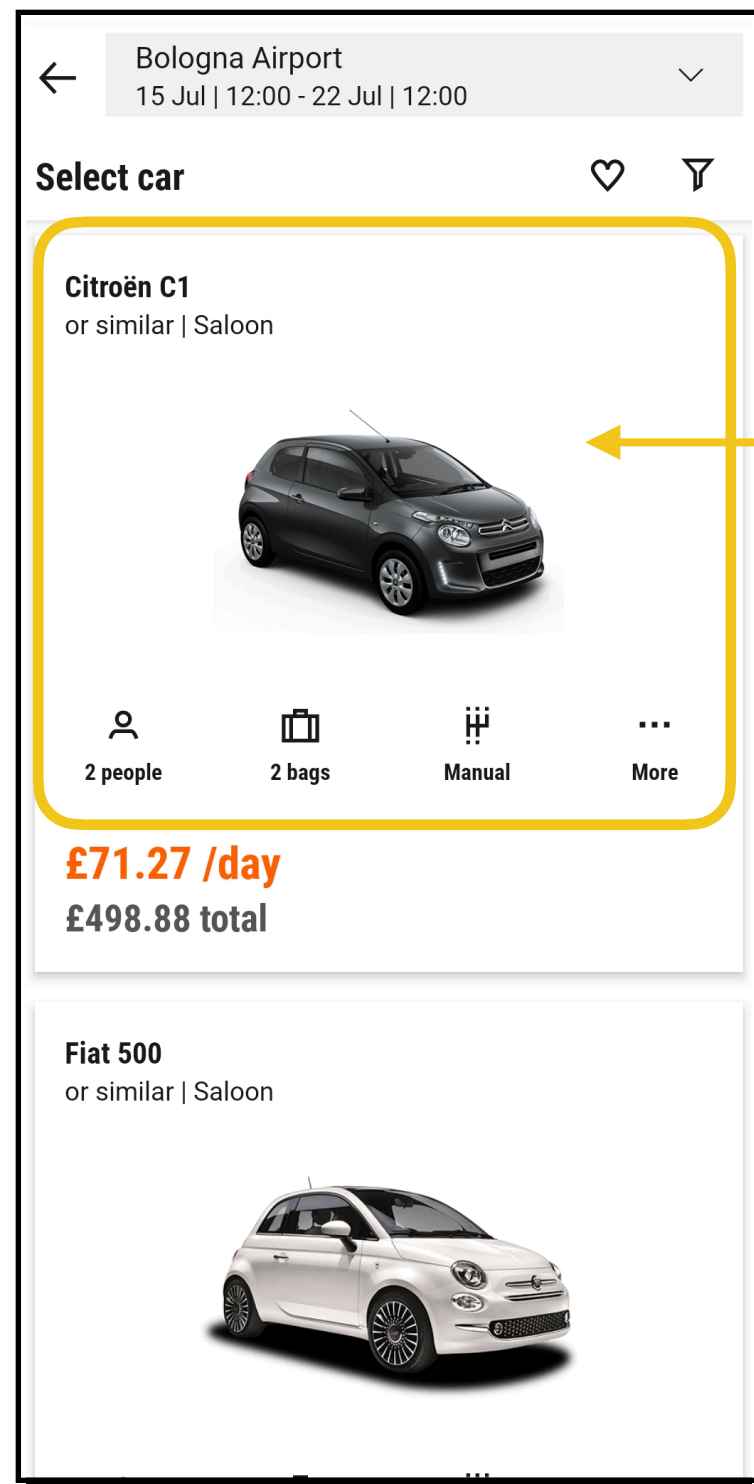 Bologna Airport
15 Jul | 12:00 - 22 Jul | 12:00
Select car
Citroën C1
or similar | Saloon
2 people
2 bags
Manual
More
£71.27 /day
£498.88 total
Fiat 500
or similar | Saloon